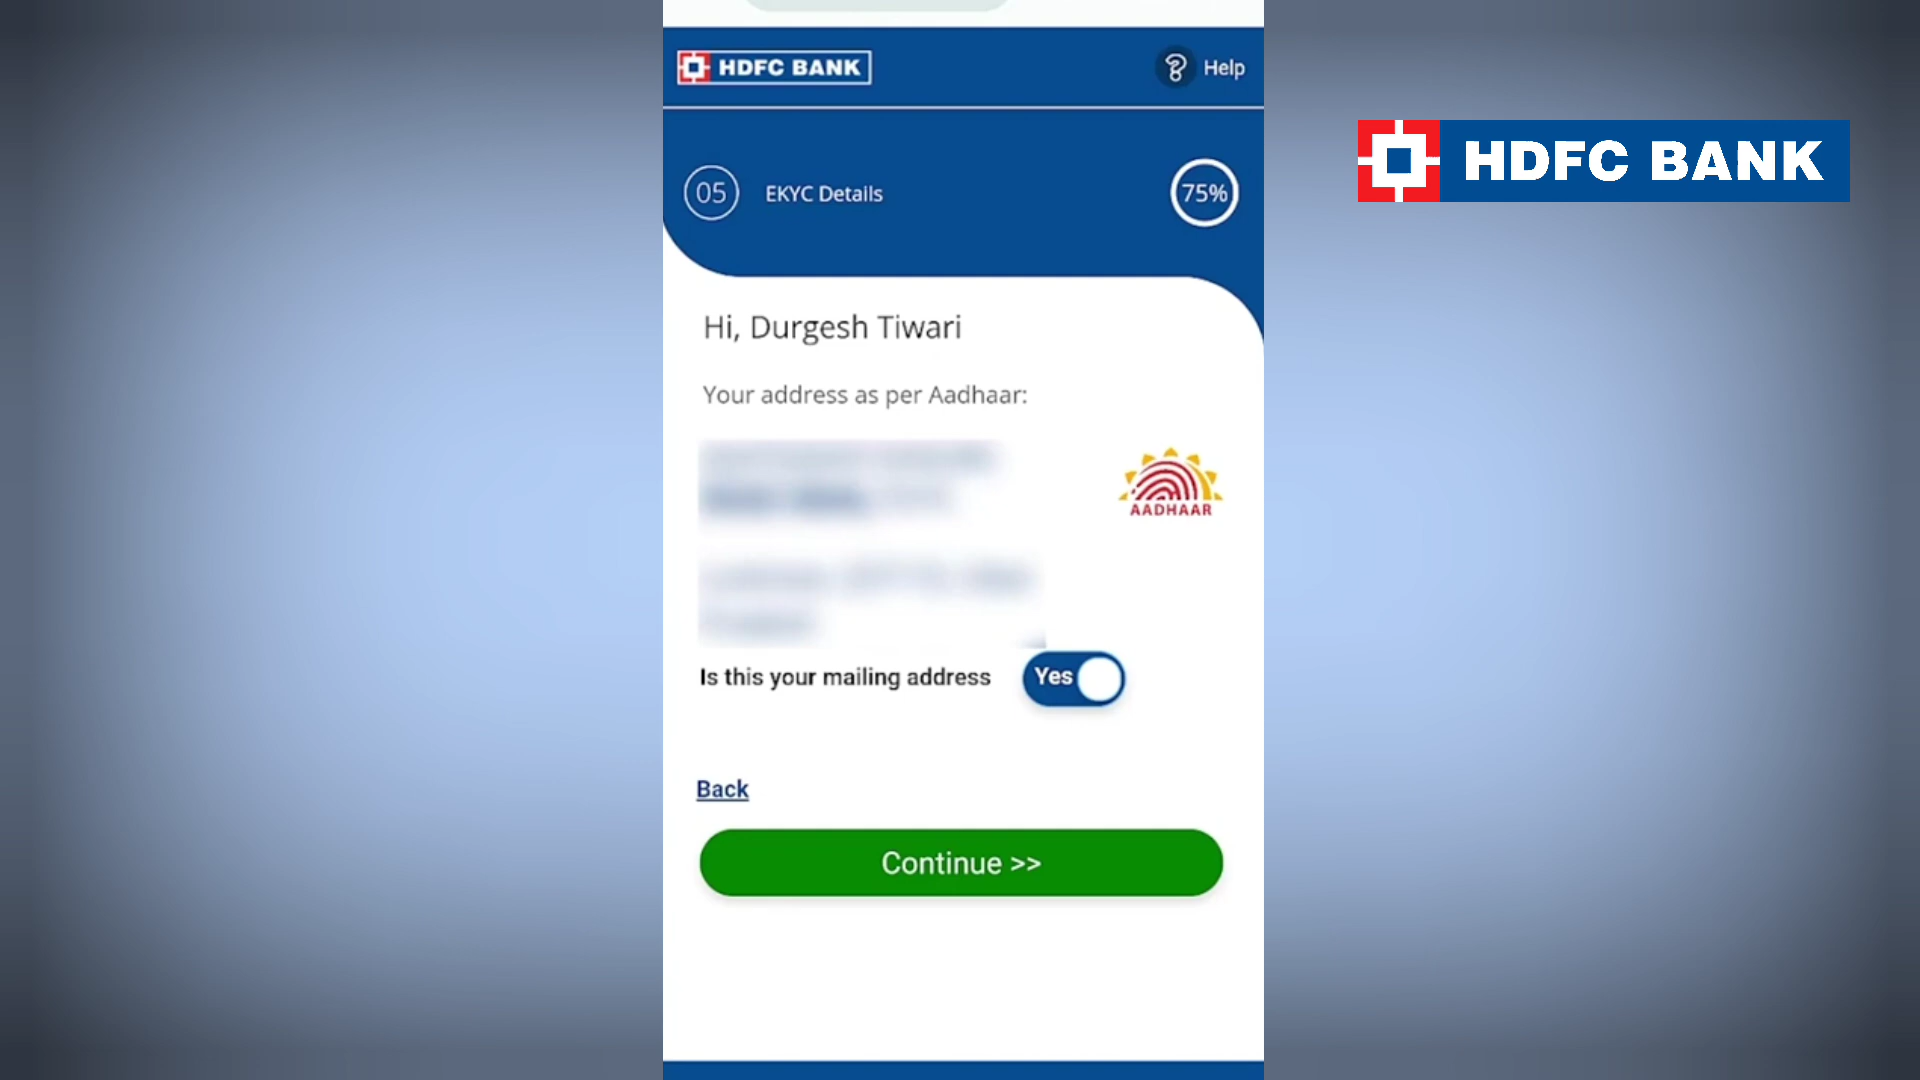 HDFC BANK
Help
HDFC BANK
05 EKYC Details 75%
Hi, Durgesh Tiwari
Your address as per Aadhaar:
AADHAAR
Is this your mailing address Yes
Back
Continue >>